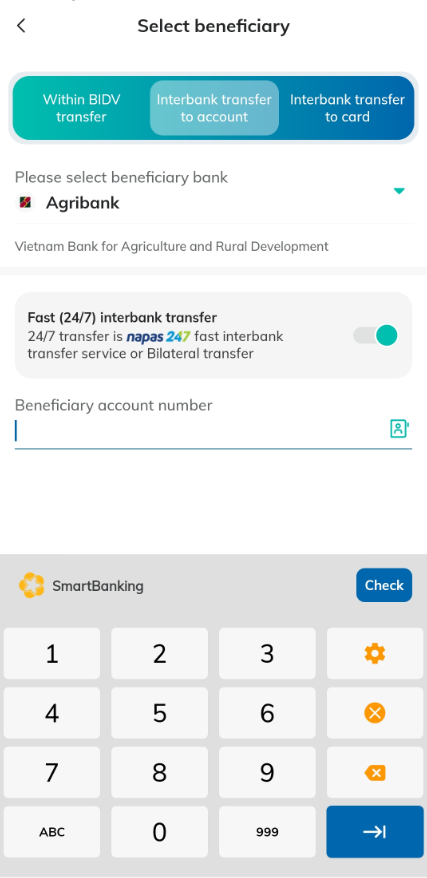 Select beneficiary
Within BIDV
transfer
Interbank transfer
to account
Interbank transfer
to card
Please select beneficiary bank
Agribank
Vietnam Bank for Agriculture and Rural Development
Fast (24/7) interbank transfer
24/7 transfer is napas 247 fast interbank
transfer service or Bilateral transfer
Beneficiary account number
SmartBanking
Check
1
2
3
4
5
6
7
8
9
ABC
0
999